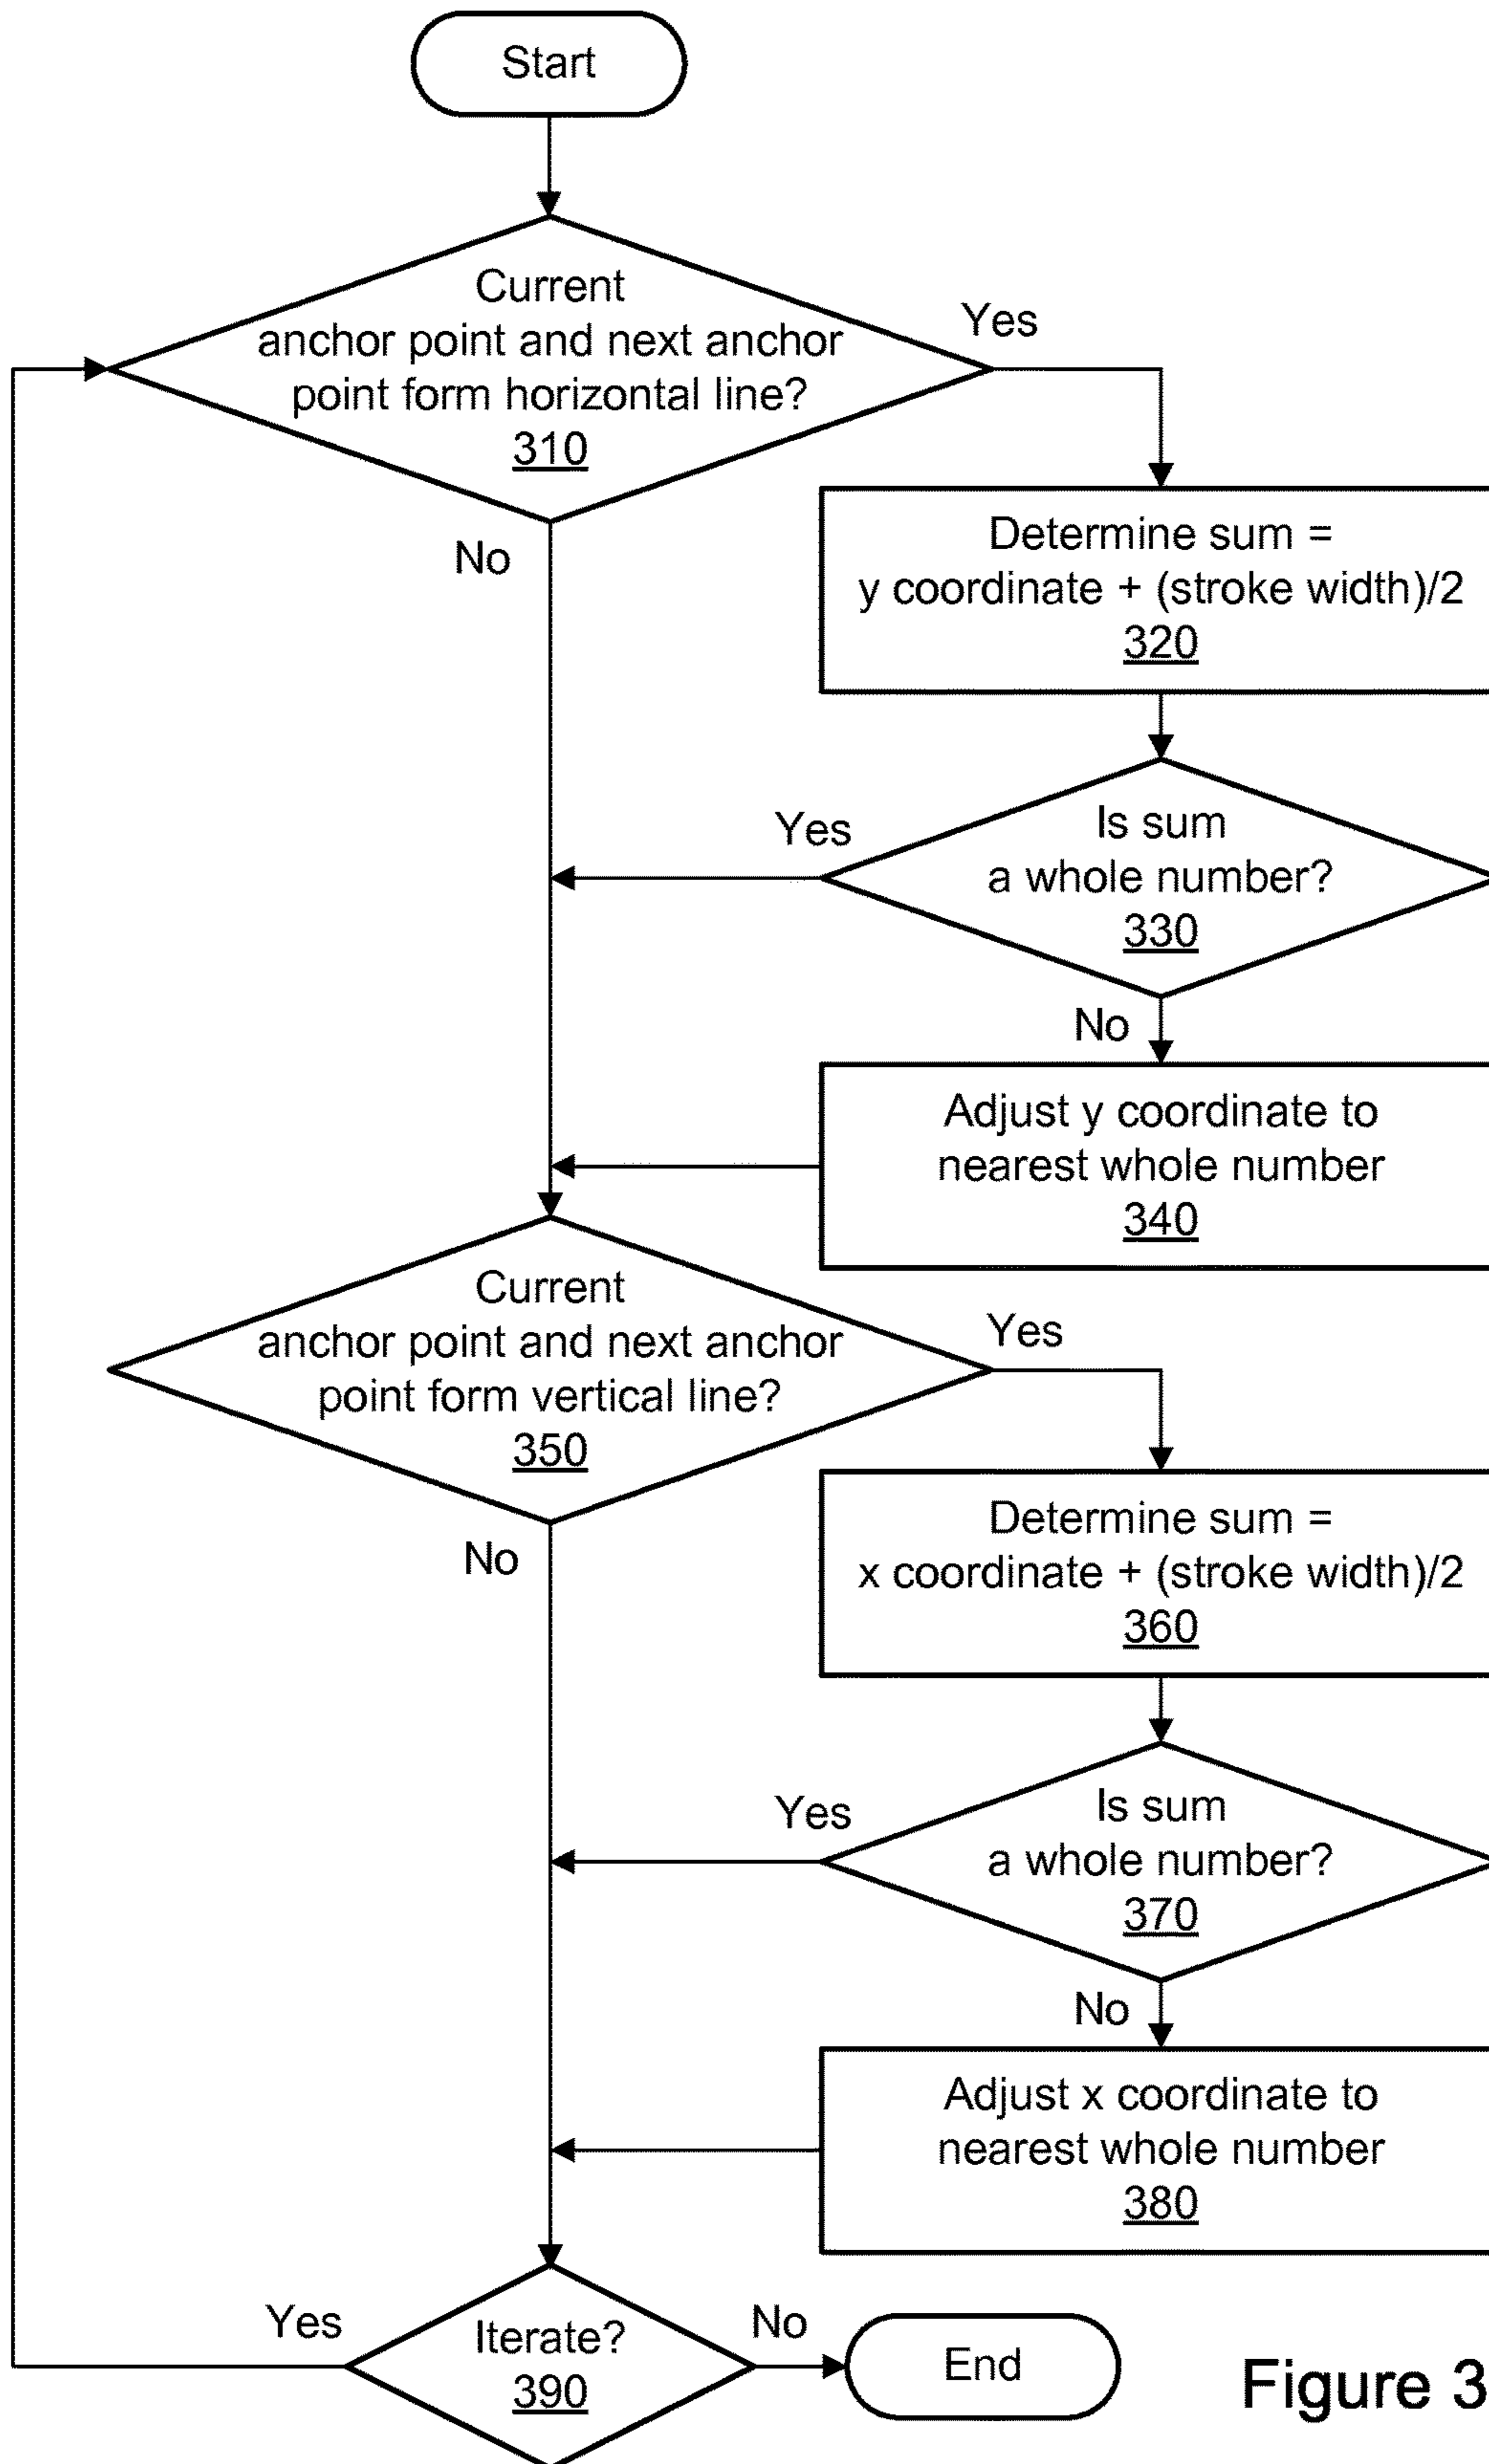 Start
Current
anchor point and next anchor
point form horizontal line?
310
Yes
No
Determine sum =
y coordinate + (stroke width)/2
320
Is sum
a whole number?
330
Yes
No
Adjust y coordinate to
nearest whole number
340
Current
anchor point and next anchor
point form vertical line?
350
Yes
No
Determine sum =
x coordinate + (stroke width)/2
360
Is sum
a whole number?
370
Yes
No
Adjust x coordinate to
nearest whole number
380
Iterate?
390
Yes
No
End
Figure 3